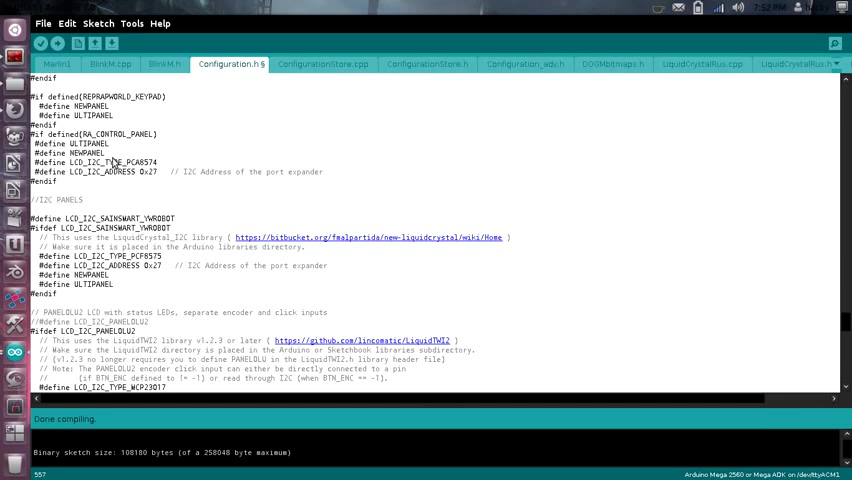 7:52 PM
File Edit Sketch Tools Help
Marlin1 BlinkM.cpp BlinkM.h Configuration.h § ConfigurationStore.cpp ConfigurationStore.h Configuration_adv.h DOGMbitmaps.h LiquidCrystalRus.cpp LiquidCrystalRus.h
#endif
#if defined(REPRAPWORLD_KEYPAD)
#define NEWPANEL
#define ULTIPANEL
#endif
#if defined(RA_CONTROL_PANEL)
#define ULTIPANEL
#define NEWPANEL
#define LCD_I2C_TYPE_PCA8574
#define LCD_I2C_ADDRESS 0x27 // I2C Address of the port expander
#endif
//I2C PANELS
#define LCD_I2C_SAINSMART_YWROBOT
#ifdef LCD_I2C_SAINSMART_YWROBOT
// This uses the LiquidCrystal_I2C library ( https://bitbucket.org/fmalpartida/new-liquidcrystal/wiki/Home )
// Make sure it is placed in the Arduino libraries directory.
#define LCD_I2C_TYPE_PCF8575
#define LCD_I2C_ADDRESS 0x27 // I2C Address of the port expander
#define NEWPANEL
#define ULTIPANEL
#endif
// PANELOLU2 LCD with status LEDs, separate encoder and click inputs
//#define LCD_I2C_PANELOLU2
#ifdef LCD_I2C_PANELOLU2
// This uses the LiquidTWI2 library v1.2.3 or later ( https://github.com/lincomatic/LiquidTWI2 )
// Make sure the LiquidTWI2 directory is placed in the Arduino or Sketchbook libraries subdirectory.
// (v1.2.3 no longer requires you to define PANELOLU in the LiquidTWI2.h library header file)
// Note: The PANELOLU2 encoder click input can either be directly connected to a pin
// (if BTN_ENC defined to != -1) or read through I2C (when BTN_ENC == -1).
#define LCD_I2C_TYPE_MCP23017
Done compiling.
Binary sketch size: 108180 bytes (of a 258048 byte maximum)
557 Arduino Mega 2560 or Mega ADK on /dev/ttyACM1